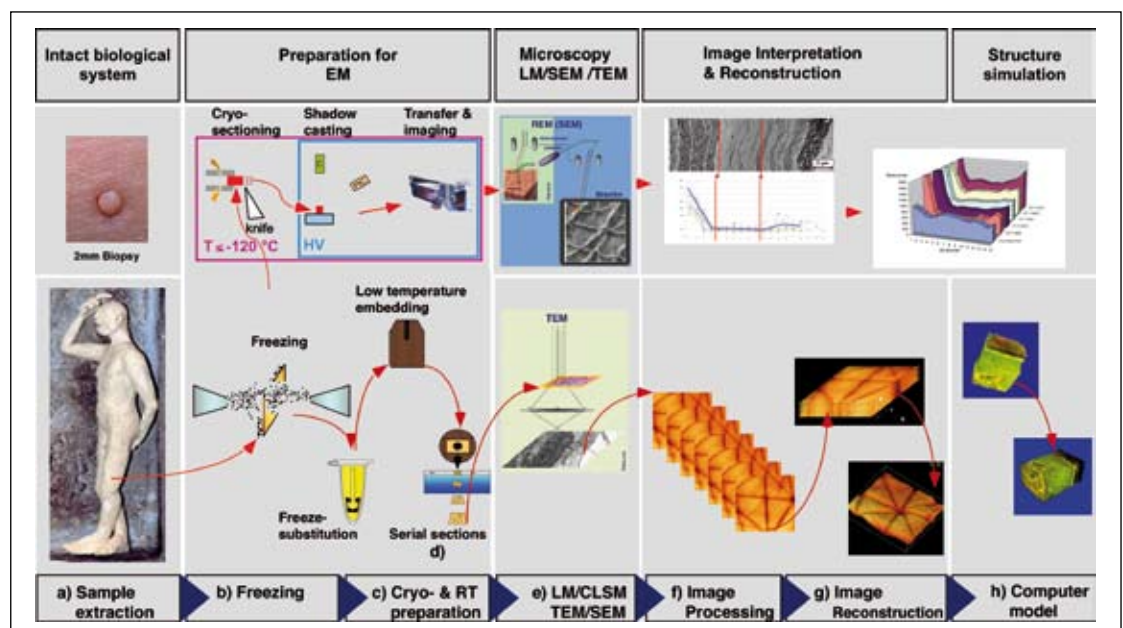 Intact biological
system
Preparation for
EM
Microscopy
LM/SEM /TEM
Image Interpretation
& Reconstruction
Structure
simulation
Cryo-
sectioning
Shadow
casting
Transfer &
imaging
knife
T ≤ -120 °C
HV
2mm Biopsy
REM (SEM)
Freezing
Low temperature
embedding
Freeze-
substitution
Serial sections
d)
TEM
a) Sample
extraction
b) Freezing
c) Cryo- & RT
preparation
e) LM/CLSM
TEM/SEM
f) Image
Processing
g) Image
Reconstruction
h) Computer
model